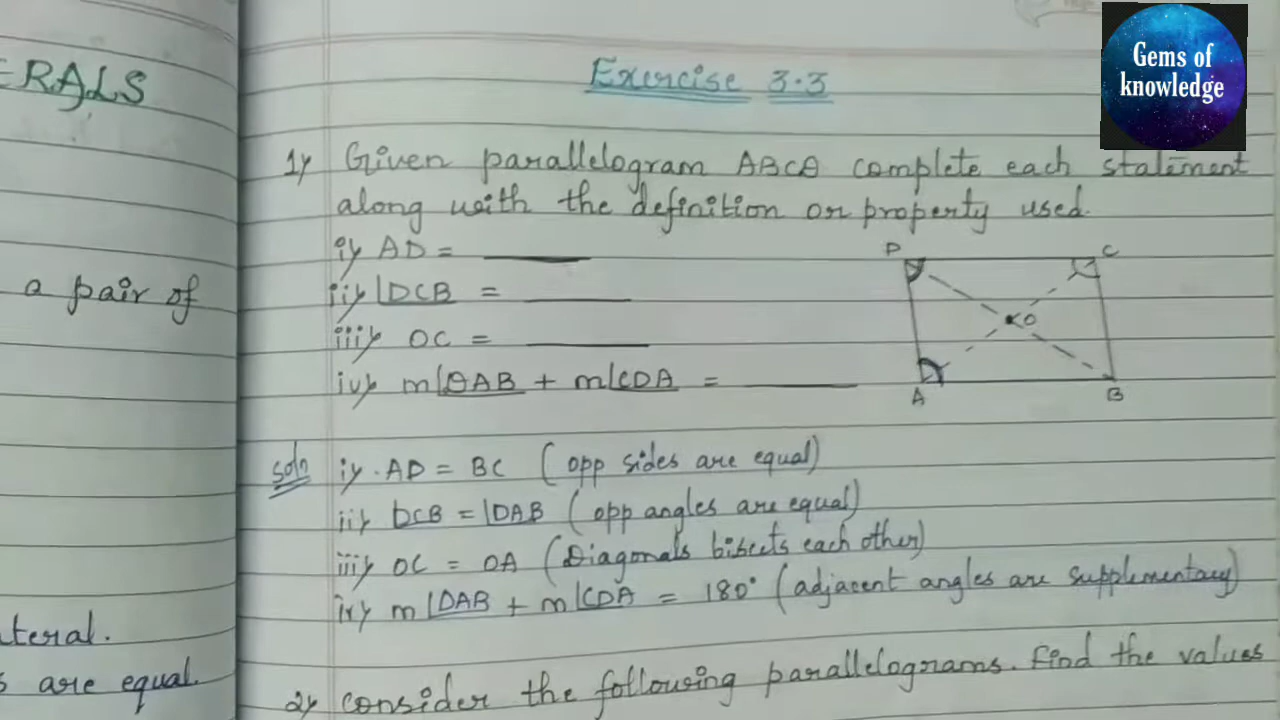 ERALS
a pair of
teral.
s are equal.
Exercise 3.3
1) Given parallelogram ABCD complete each statement
along with the definition or property used.
i) AD = ______
ii) ∠DCB = ______
iii) OC = ______
iv) m∠DAB + m∠CDA = ______
D
C
O
A
B
Soln
i) . AD = BC (opp sides are equal)
ii) DCB = ∠DAB (opp angles are equal)
iii) OC = OA (Diagonals bisects each other)
iv) m∠DAB + m∠CDA = 180° (adjacent angles are supplementary)
2) Consider the following parallelograms. Find the values
Gems of
knowledge